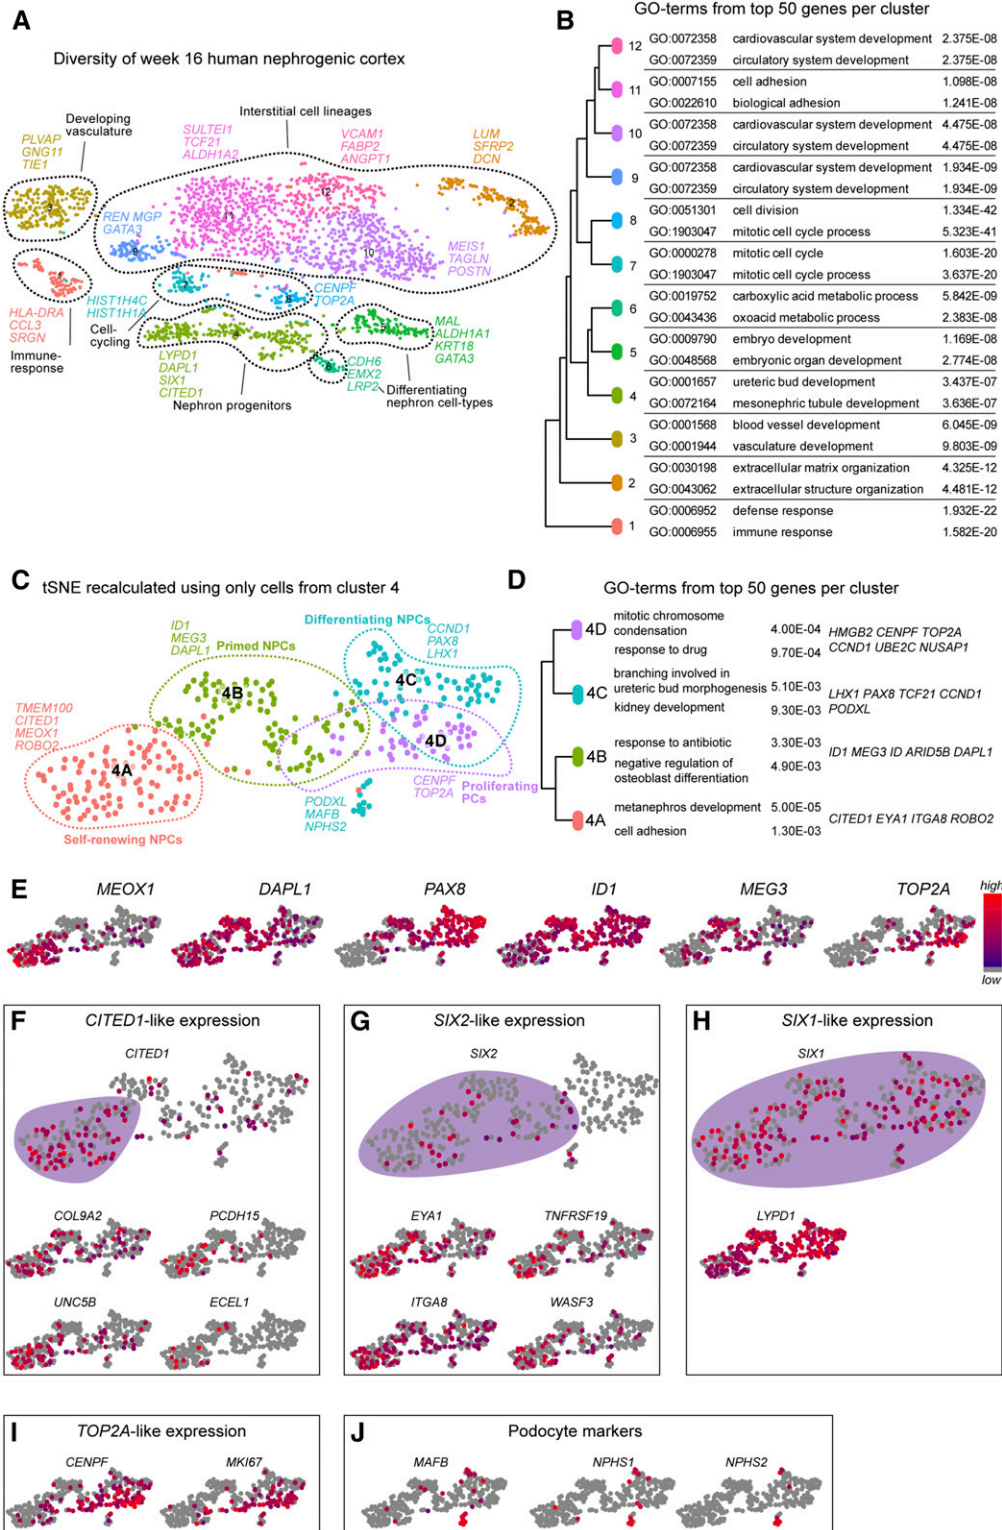 A
Diversity of week 16 human nephrogenic cortex
Developing
vasculature
Interstitial cell lineages
PLVAP
GNG11
TIE1
SULTEI1
TCF21
ALDH1A2
VCAM1
FABP2
ANGPT1
LUM
SFRP2
DCN
3
12
2
11
REN MGP
GATA3
9
10
MEIS1
TAGLN
POSTN
1
7
8
CENPF
TOP2A
HIST1H4C
HIST1H1A
HLA-DRA
CCL3
SRGN
Cell-
cycling
Immune-
response
4
MAL
ALDH1A1
KRT18
GATA3
LYPD1
DAPL1
SIX1
CITED1
6
CDH6
EMX2
LRP2
Differentiating
nephron cell-types
Nephron progenitors
B
GO-terms from top 50 genes per cluster
12 GO:0072358 cardiovascular system development 2.375E-08
GO:0072359 circulatory system development 2.375E-08
11 GO:0007155 cell adhesion 1.098E-08
GO:0022610 biological adhesion 1.241E-08
10 GO:0072358 cardiovascular system development 4.475E-08
GO:0072359 circulatory system development 4.475E-08
9 GO:0072358 cardiovascular system development 1.934E-09
GO:0072359 circulatory system development 1.934E-09
8 GO:0051301 cell division 1.334E-42
GO:1903047 mitotic cell cycle process 5.323E-41
7 GO:0000278 mitotic cell cycle 1.603E-20
GO:1903047 mitotic cell cycle process 3.637E-20
6 GO:0019752 carboxylic acid metabolic process 5.842E-09
GO:0043436 oxoacid metabolic process 2.383E-08
5 GO:0009790 embryo development 1.169E-08
GO:0048568 embryonic organ development 2.774E-08
4 GO:0001657 ureteric bud development 3.437E-07
GO:0072164 mesonephric tubule development 3.636E-07
3 GO:0001568 blood vessel development 6.045E-09
GO:0001944 vasculature development 9.803E-09
2 GO:0030198 extracellular matrix organization 4.325E-12
GO:0043062 extracellular structure organization 4.481E-12
1 GO:0006952 defense response 1.932E-22
GO:0006955 immune response 1.582E-20
C
tSNE recalculated using only cells from cluster 4
ID1
MEG3
DAPL1
Primed NPCs
Differentiating NPCs
CCND1
PAX8
LHX1
4B
4C
TMEM100
CITED1
MEOX1
ROBO2
4A
4D
CENPF
TOP2A
Proliferating
PCs
PODXL
MAFB
NPHS2
Self-renewing NPCs
D
GO-terms from top 50 genes per cluster
4D
mitotic chromosome
condensation 4.00E-04
response to drug 9.70E-04
HMGB2 CENPF TOP2A
CCND1 UBE2C NUSAP1
4C
branching involved in
ureteric bud morphogenesis 5.10E-03
kidney development 9.30E-03
LHX1 PAX8 TCF21 CCND1
PODXL
4B
response to antibiotic 3.30E-03
negative regulation of
osteoblast differentiation 4.90E-03
ID1 MEG3 ID ARID5B DAPL1
4A
metanephros development 5.00E-05
cell adhesion 1.30E-03
CITED1 EYA1 ITGA8 ROBO2
E
MEOX1 DAPL1 PAX8 ID1 MEG3 TOP2A
high
low
F
CITED1-like expression
CITED1
COL9A2 PCDH15
UNC5B ECEL1
G
SIX2-like expression
SIX2
EYA1 TNFRSF19
ITGA8 WASF3
H
SIX1-like expression
SIX1
LYPD1
I
TOP2A-like expression
CENPF MKI67
J
Podocyte markers
MAFB NPHS1 NPHS2